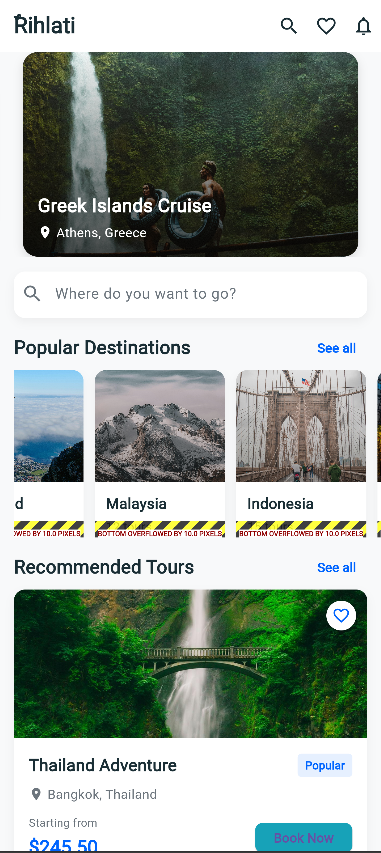 Rihlati
Greek Islands Cruise
Athens, Greece
Where do you want to go?
Popular Destinations
See all
d
Malaysia
Indonesia
OWED BY 10.0 PIXELS
BOTTOM OVERFLOWED BY 10.0 PIXELS
BOTTOM OVERFLOWED BY 10.0 PIXELS
Recommended Tours
See all
Thailand Adventure
Popular
Bangkok, Thailand
Starting from
$245.50
Book Now